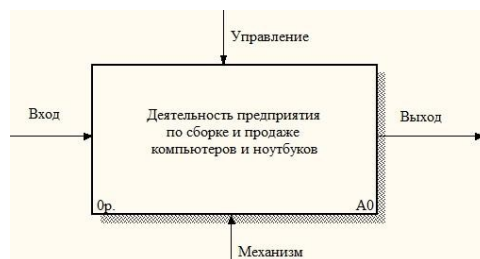 Управление
Вход
Деятельность предприятия
по сборке и продаже
компьютеров и ноутбуков
Выход
0р.
A0
Механизм